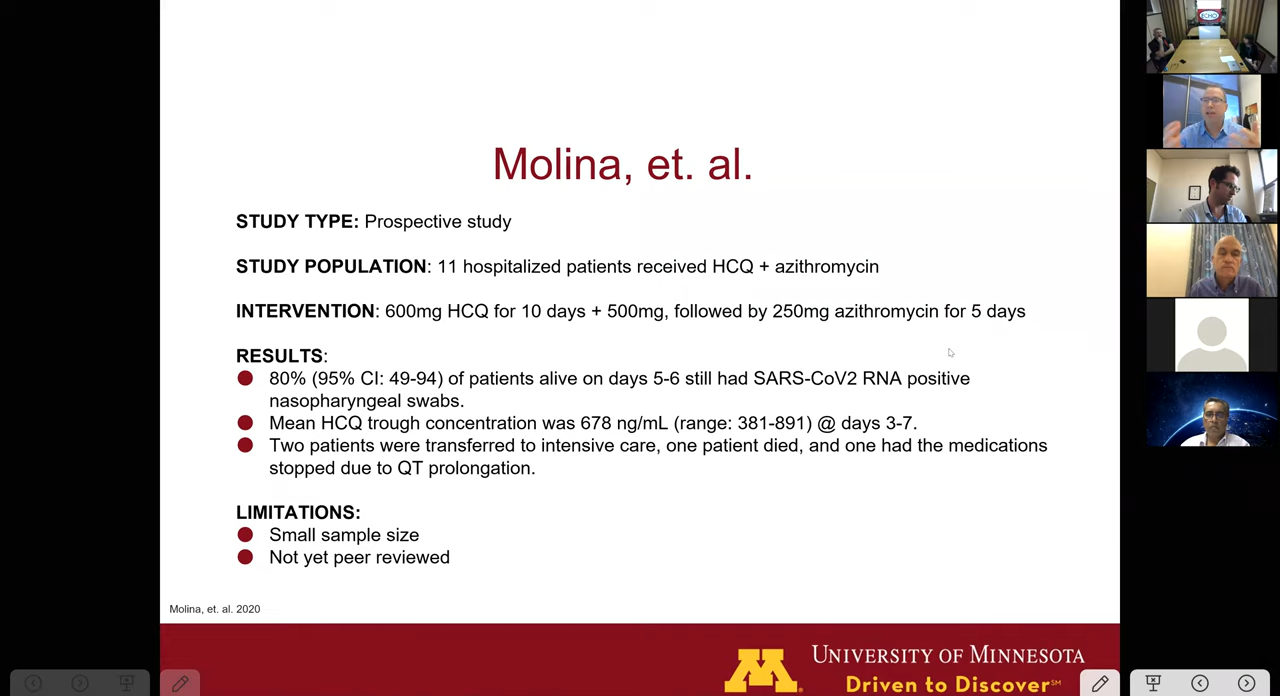 Molina, et. al.
STUDY TYPE: Prospective study
STUDY POPULATION: 11 hospitalized patients received HCQ + azithromycin
INTERVENTION: 600mg HCQ for 10 days + 500mg, followed by 250mg azithromycin for 5 days
RESULTS:
80% (95% CI: 49-94) of patients alive on days 5-6 still had SARS-CoV2 RNA positive
nasopharyngeal swabs.
Mean HCQ trough concentration was 678 ng/mL (range: 381-891) @ days 3-7.
Two patients were transferred to intensive care, one patient died, and one had the medications
stopped due to QT prolongation.
LIMITATIONS:
Small sample size
Not yet peer reviewed
Molina, et. al. 2020
M
UNIVERSITY OF MINNESOTA
Driven to Discover℠
ECHO